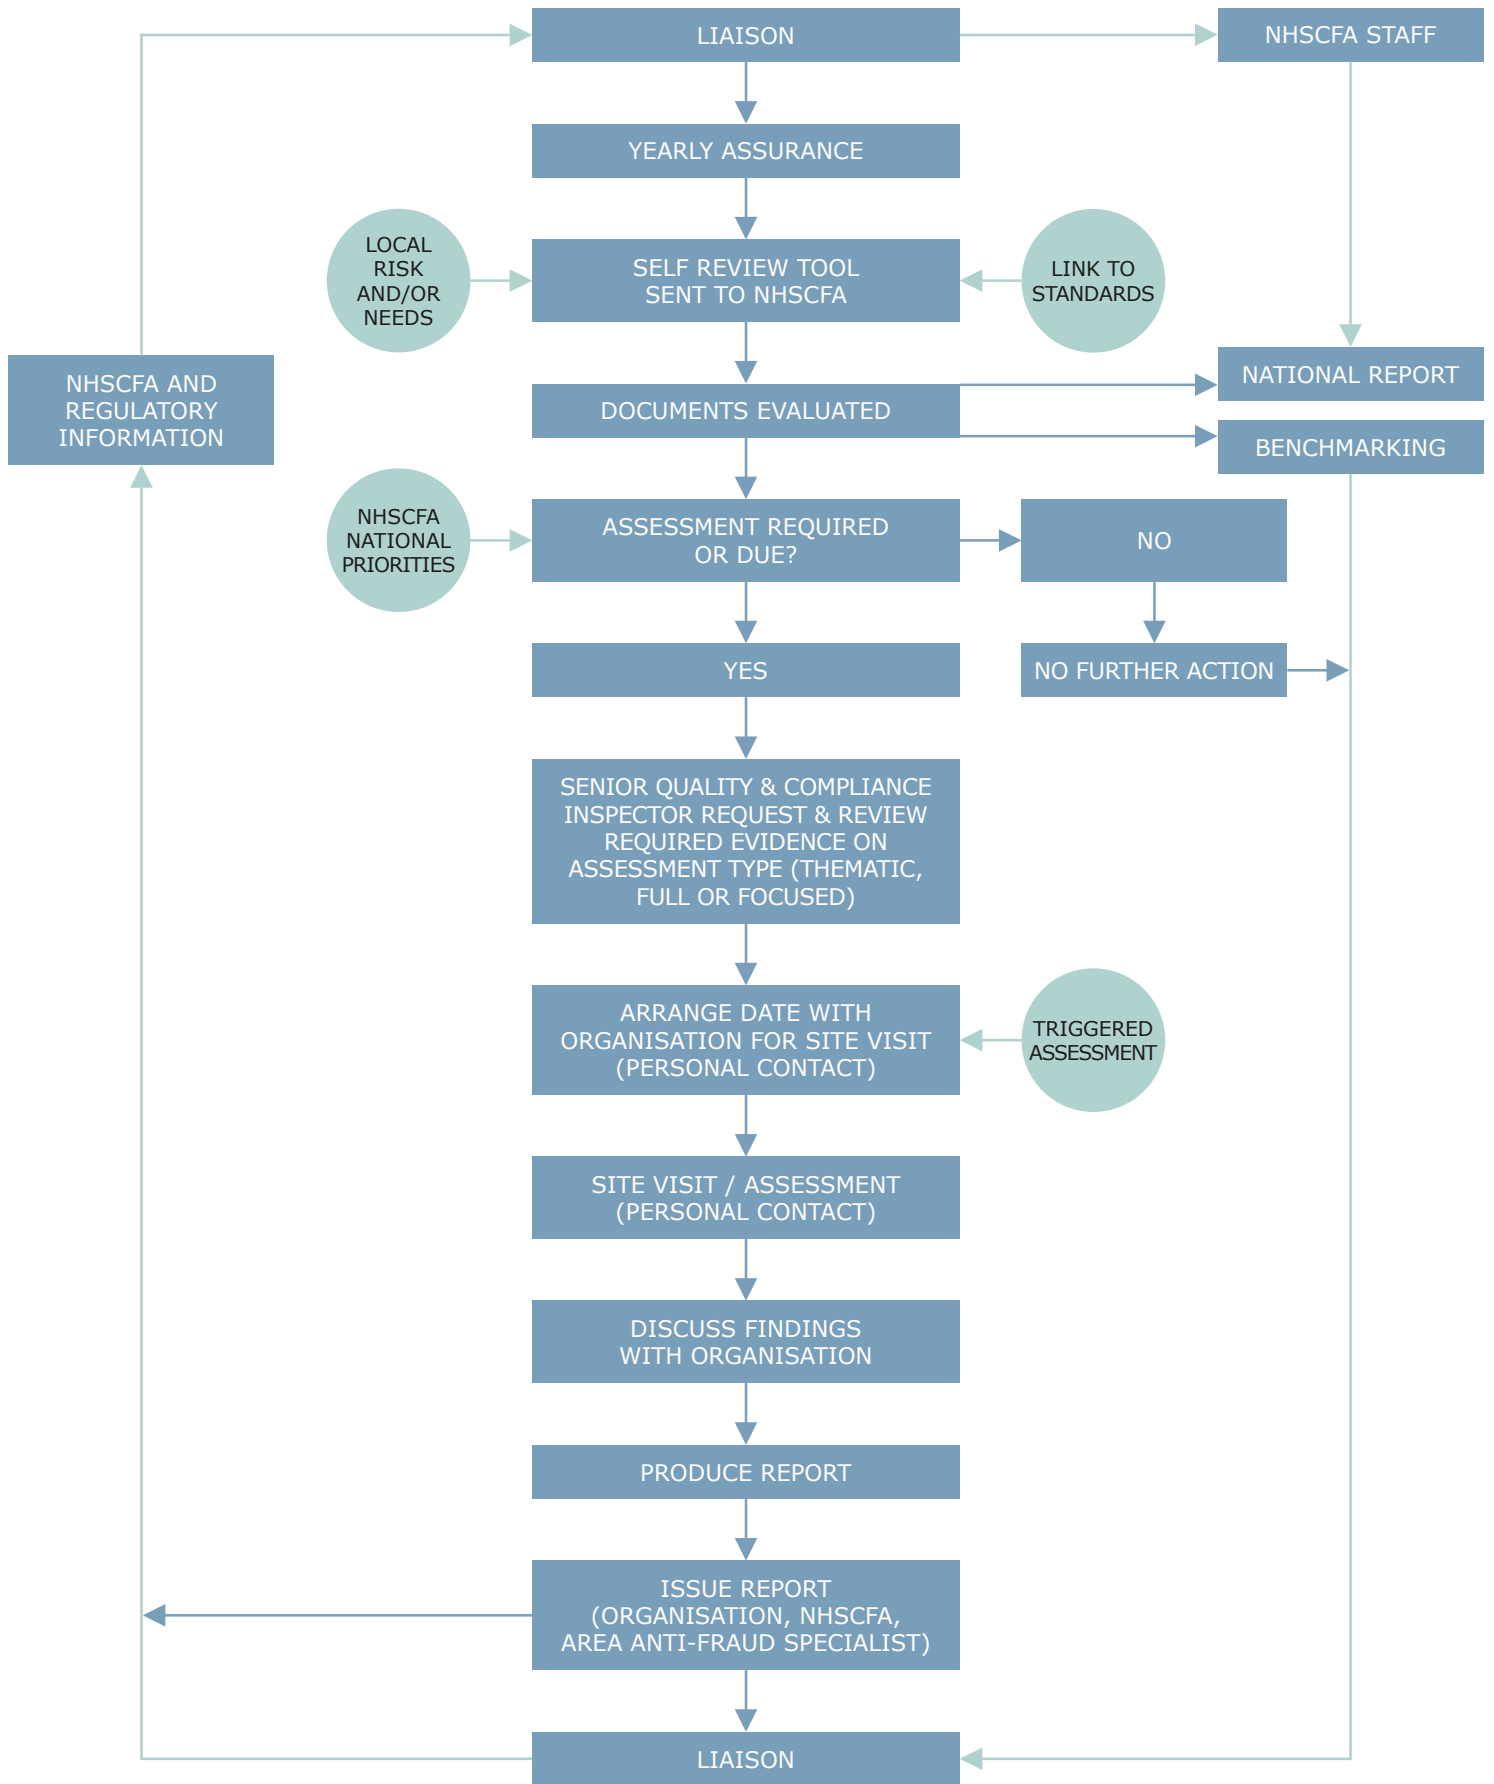 LIAISON
NHSCFA STAFF
YEARLY ASSURANCE
LOCAL
RISK
AND/OR
NEEDS
SELF REVIEW TOOL
SENT TO NHSCFA
LINK TO
STANDARDS
NHSCFA AND
REGULATORY
INFORMATION
NATIONAL REPORT
DOCUMENTS EVALUATED
BENCHMARKING
NHSCFA
NATIONAL
PRIORITIES
ASSESSMENT REQUIRED
OR DUE?
NO
YES
NO FURTHER ACTION
SENIOR QUALITY & COMPLIANCE
INSPECTOR REQUEST & REVIEW
REQUIRED EVIDENCE ON
ASSESSMENT TYPE (THEMATIC,
FULL OR FOCUSED)
ARRANGE DATE WITH
ORGANISATION FOR SITE VISIT
(PERSONAL CONTACT)
TRIGGERED
ASSESSMENT
SITE VISIT / ASSESSMENT
(PERSONAL CONTACT)
DISCUSS FINDINGS
WITH ORGANISATION
PRODUCE REPORT
ISSUE REPORT
(ORGANISATION, NHSCFA,
AREA ANTI-FRAUD SPECIALIST)
LIAISON